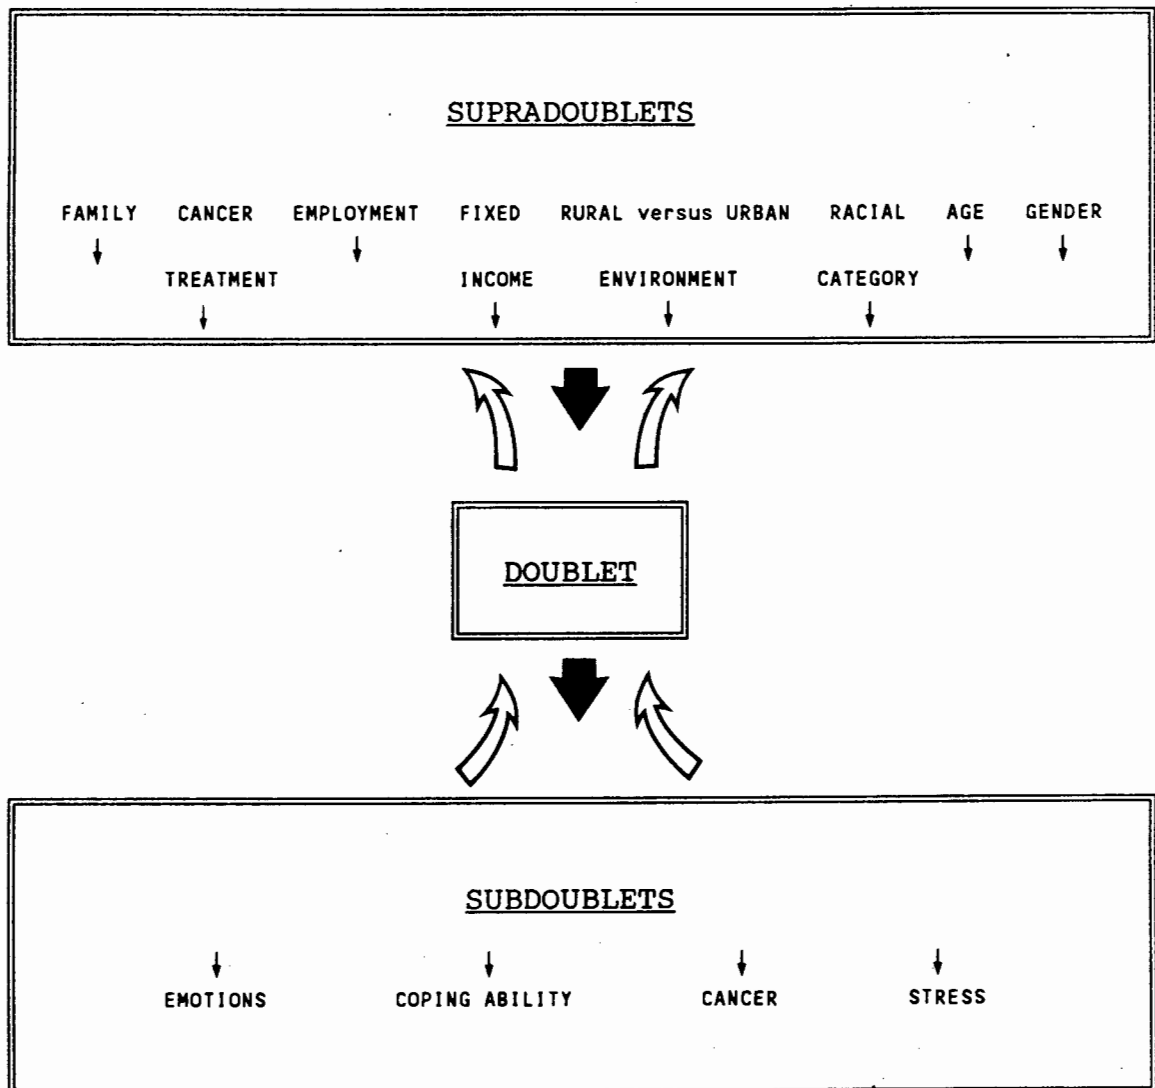 SUPRADOUBLETS
FAMILY CANCER EMPLOYMENT FIXED RURAL versus URBAN RACIAL AGE GENDER
TREATMENT INCOME ENVIRONMENT CATEGORY
DOUBLET
SUBDOUBLETS
EMOTIONS COPING ABILITY CANCER STRESS